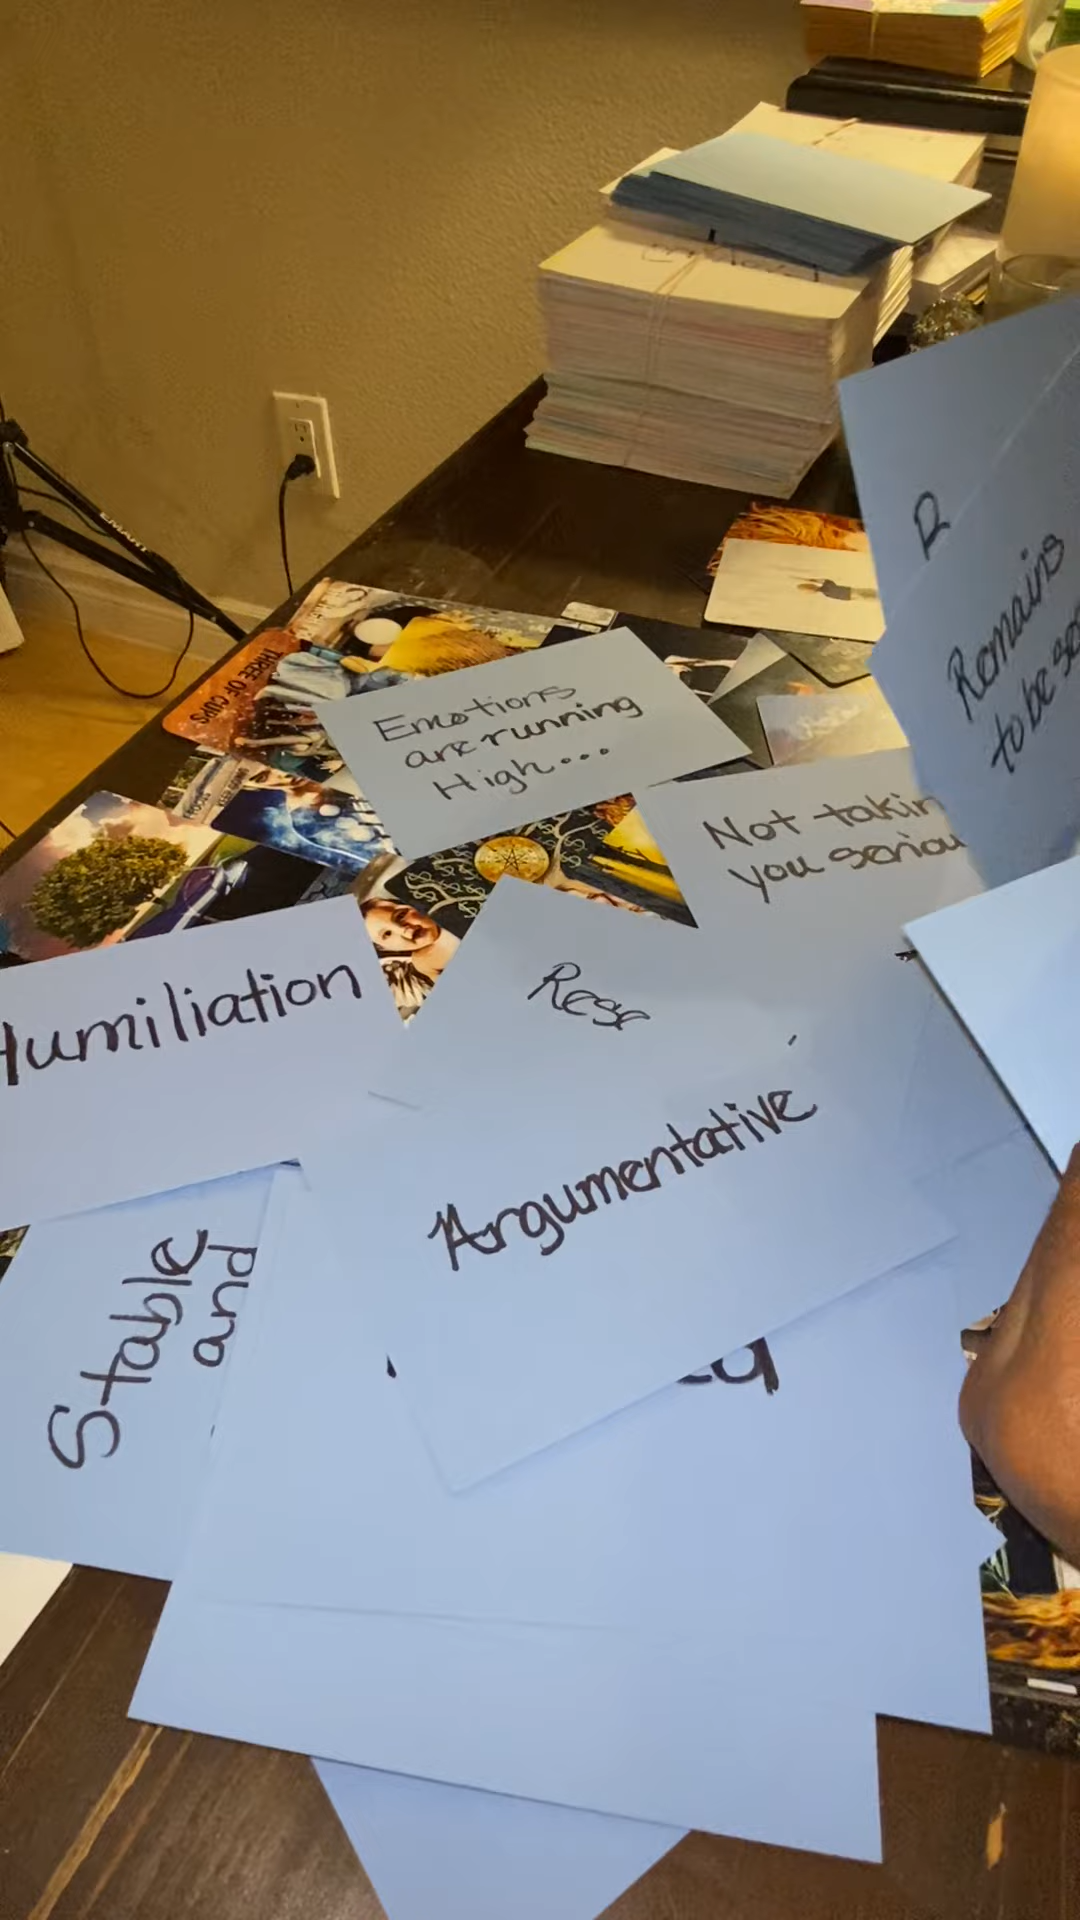 THREE OF CUPS
Emotions
are running
High...
R
Remains
to be
Not takin
you seriou
Humiliation
Rese
Argumentative
Stable
and